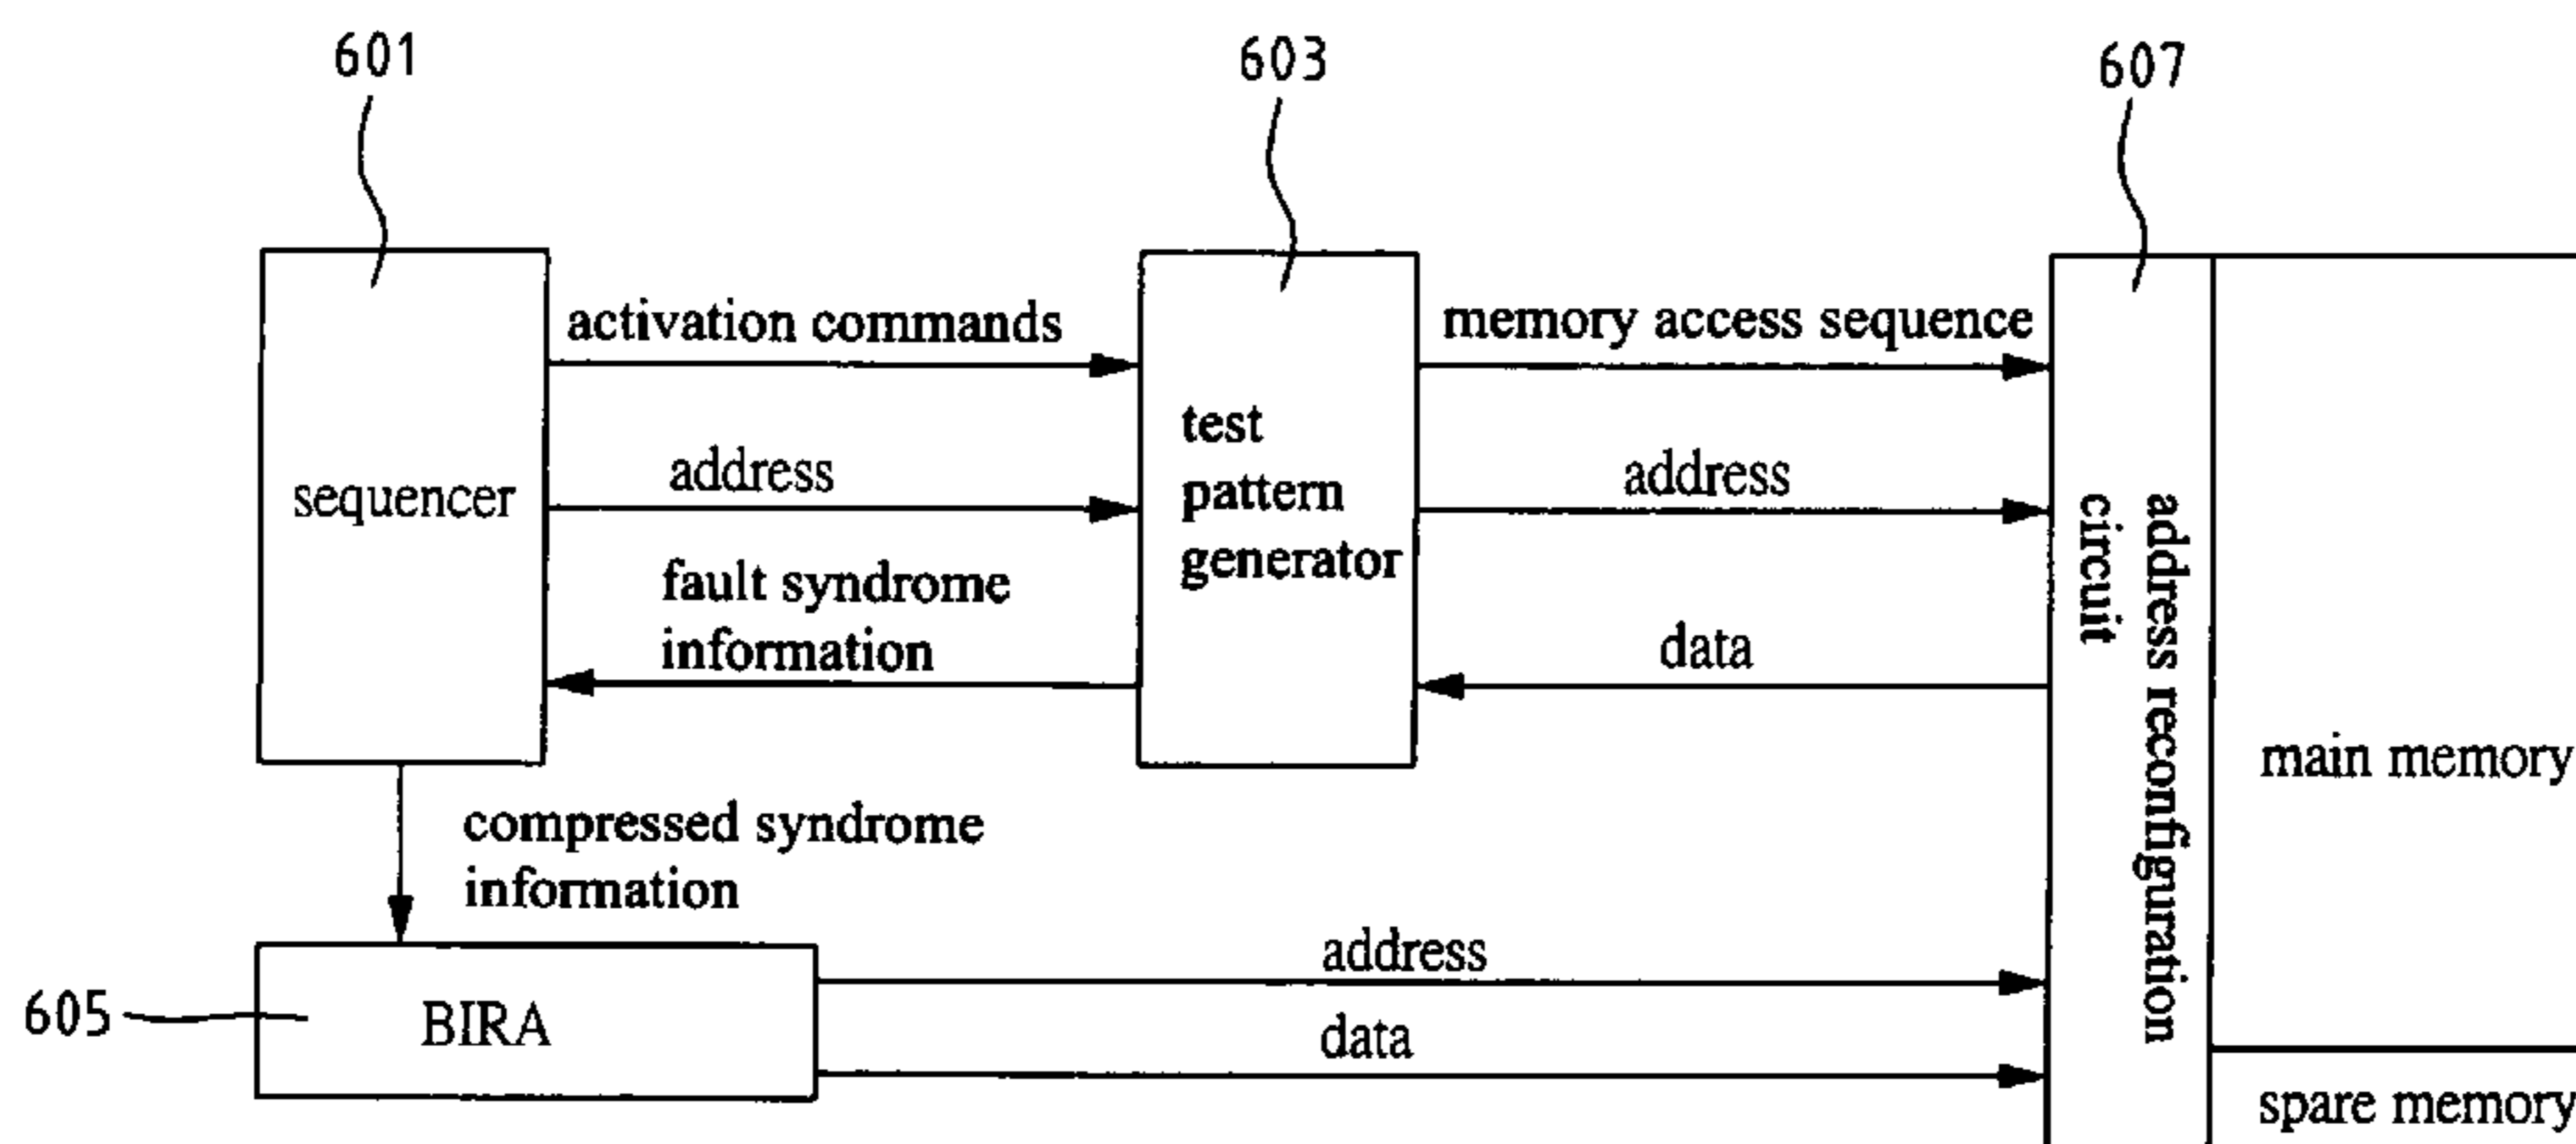 601
603
607
activation commands
memory access sequence
sequencer
address
test
pattern
generator
address
fault syndrome
information
data
address reconfiguration
circuit
main memory
compressed syndrome
information
605
BIRA
address
data
spare memory